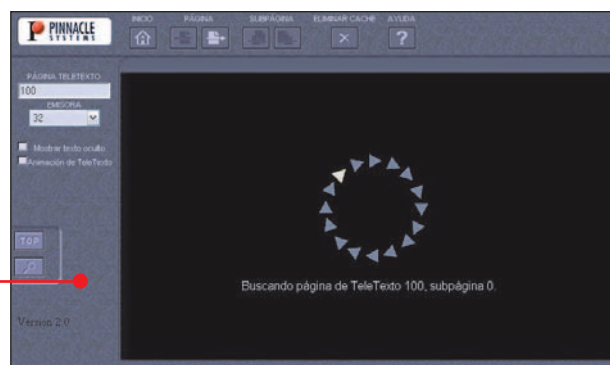 PINNACLE
SYSTEMS
INICIO PÁGINA SUBPÁGINA ELIMINAR CACHE AYUDA
?
PÁGINA TELETEXTO
100
EMISORA
32
Mostrar texto oculto
Animación de TeleTexto
TOP
Buscando página de TeleTexto 100, subpágina 0.
Version 2.0